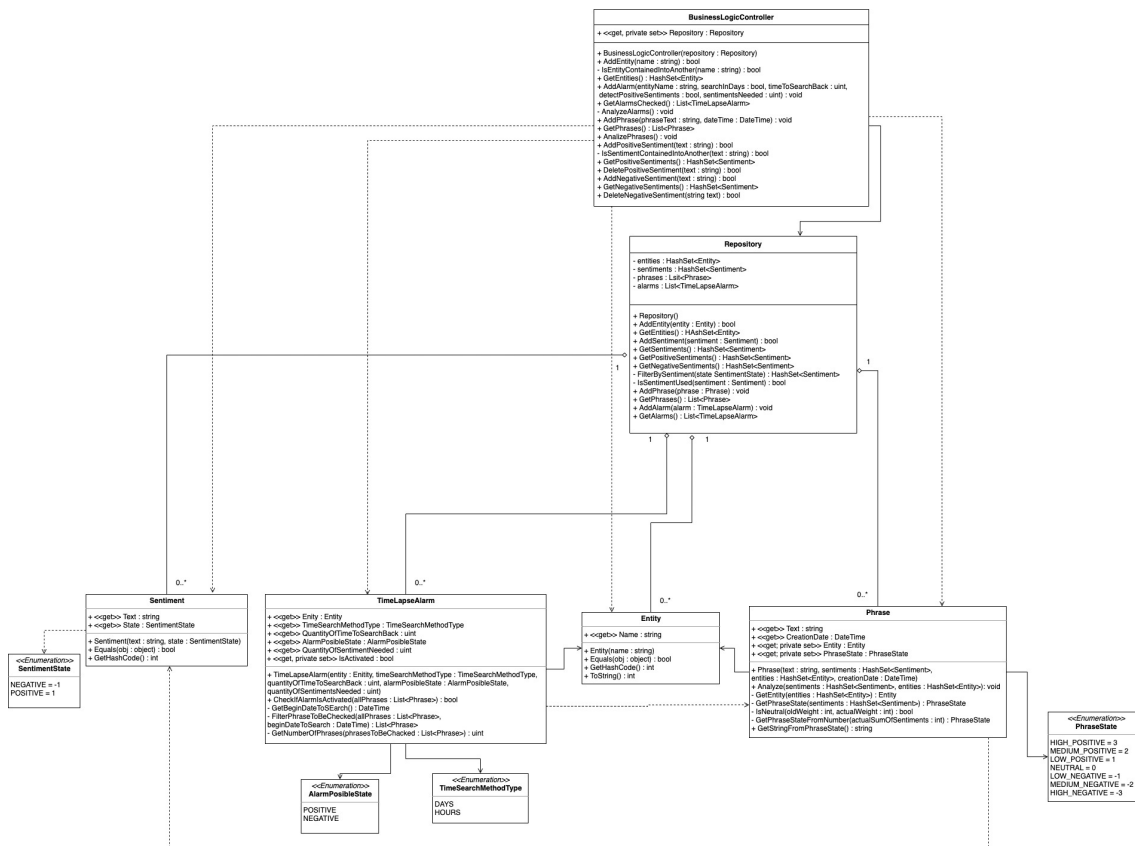 BusinessLogicController
+ <<get, private set>> Repository : Repository
+ BusinessLogicController(repository : Repository)
+ AddEntity(name : string) : bool
- IsEntityContainedIntoAnother(name : string) : bool
+ GetEntities() : HashSet<Entity>
+ AddAlarm(entityName : string, searchInDays : bool, timeToSearchBack : uint,
detectPositiveSentiments : bool, sentimentsNeeded : uint) : void
+ GetAlarmsChecked() : List<TimeLapseAlarm>
- AnalyzeAlarms() : void
+ AddPhrase(phraseText : string, dateTime : DateTime) : void
+ GetPhrases() : List<Phrase>
+ AnalizePhrases() : void
+ AddPositiveSentiment(text : string) : bool
- IsSentimentContainedIntoAnother(text : string) : bool
+ GetPositiveSentiments() : HashSet<Sentiment>
+ DeletePositiveSentiment(text : string) : bool
+ AddNegativeSentiment(text : string) : bool
+ GetNegativeSentiments() : HashSet<Sentiment>
+ DeleteNegativeSentiment(string text) : bool
Repository
- entities : HashSet<Entity>
- sentiments : HashSet<Sentiment>
- phrases : Lsit<Phrase>
- alarms : List<TimeLapseAlarm>
+ Repository()
+ AddEntity(entity : Entity) : bool
+ GetEntities() : HAshSet<Entity>
+ AddSentiment(sentiment : Sentiment) : bool
+ GetSentiments() : HashSet<Sentiment>
+ GetPositiveSentiments() : HashSet<Sentiment>
+ GetNegativeSentiments() : HashSet<Sentiment>
- FilterBySentiment(state SentimentState) : HashSet<Sentiment>
- IsSentimentUsed(sentiment : Sentiment) : bool
+ AddPhrase(phrase : Phrase) : void
+ GetPhrases() : List<Phrase>
+ AddAlarm(alarm : TimeLapseAlarm) : void
+ GetAlarms() : List<TimeLapseAlarm>
1
1
1
1
0..*
0..*
0..*
0..*
Sentiment
+ <<get>> Text : string
+ <<get>> State : SentimentState
+ Sentiment(text : string, state : SentimentState)
+ Equals(obj : object) : bool
+ GetHashCode() : int
<<Enumeration>>
SentimentState
NEGATIVE = -1
POSITIVE = 1
TimeLapseAlarm
+ <<get>> Enity : Entity
+ <<get>> TimeSearchMethodType : TimeSearchMethodType
+ <<get>> QuantityOfTimeToSearchBack : uint
+ <<get>> AlarmPosibleState : AlarmPosibleState
+ <<get>> QuantityOfSentimentNeeded : uint
+ <<get, private set>> IsActivated : bool
+ TimeLapseAlarm(entity : Entity, timeSearchMethodType : TimeSearchMethodType,
quantityOfTimeToSearchBack : uint, alarmPosibleState : AlarmPosibleState,
quantityOfSentimentsNeeded : uint)
+ CheckIfAlarmIsActivated(allPhrases : List<Phrase>) : bool
- GetBeginDateToSEarch() : DateTime
- FilterPhraseToBeChecked(allPhrases : List<Phrase>,
beginDateToSearch : DateTime) : List<Phrase>
- GetNumberOfPhrases(phrasesToBeChacked : List<Phrase>) : uint
<<Enumeration>>
AlarmPosibleState
POSITIVE
NEGATIVE
<<Enumeration>>
TimeSearchMethodType
DAYS
HOURS
Entity
+ <<get>> Name : string
+ Entity(name : string)
+ Equals(obj : object) : bool
+ GetHashCode() : int
+ ToString() : int
Phrase
+ <<get>> Text : string
+ <<get>> CreationDate : DateTime
+ <<get; private set>> Entity : Entity
+ <<get; private set>> PhraseState : PhraseState
+ Phrase(text : string, sentiments : HashSet<Sentiment>,
entities : HashSet<Entity>, creationDate : DateTime)
+ Analyze(sentiments : HashSet<Sentiment>, entities : HashSet<Entity>): void
- GetEntity(entities : HashSet<Entity>) : Entity
- GetPhraseState(sentiments : HashSet<Sentiment>) : PhraseState
- IsNeutral(oldWeight : int, actualWeight : int) : bool
- GetPhraseStateFromNumber(actualSumOfSentiments : int) : PhraseState
+ GetStringFromPhraseState() : string
<<Enumeration>>
PhraseState
HIGH_POSITIVE = 3
MEDIUM_POSITIVE = 2
LOW_POSITIVE = 1
NEUTRAL = 0
LOW_NEGATIVE = -1
MEDIUM_NEGATIVE = -2
HIGH_NEGATIVE = -3